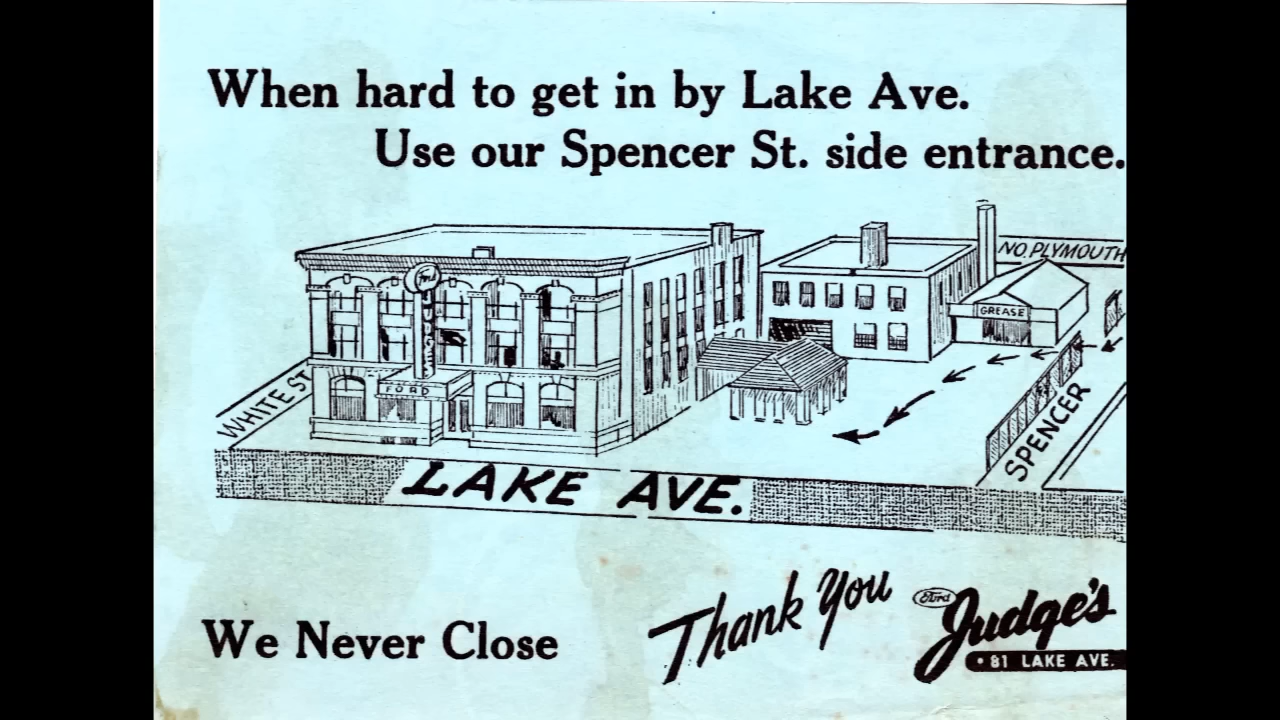 When hard to get in by Lake Ave.
Use our Spencer St. side entrance.
NO. PLYMOUTH
GREASE
Ford
FORD
WHITE ST.
SPENCER
LAKE AVE.
We Never Close
Thank You
Ford
Judge's
• 81 LAKE AVE.